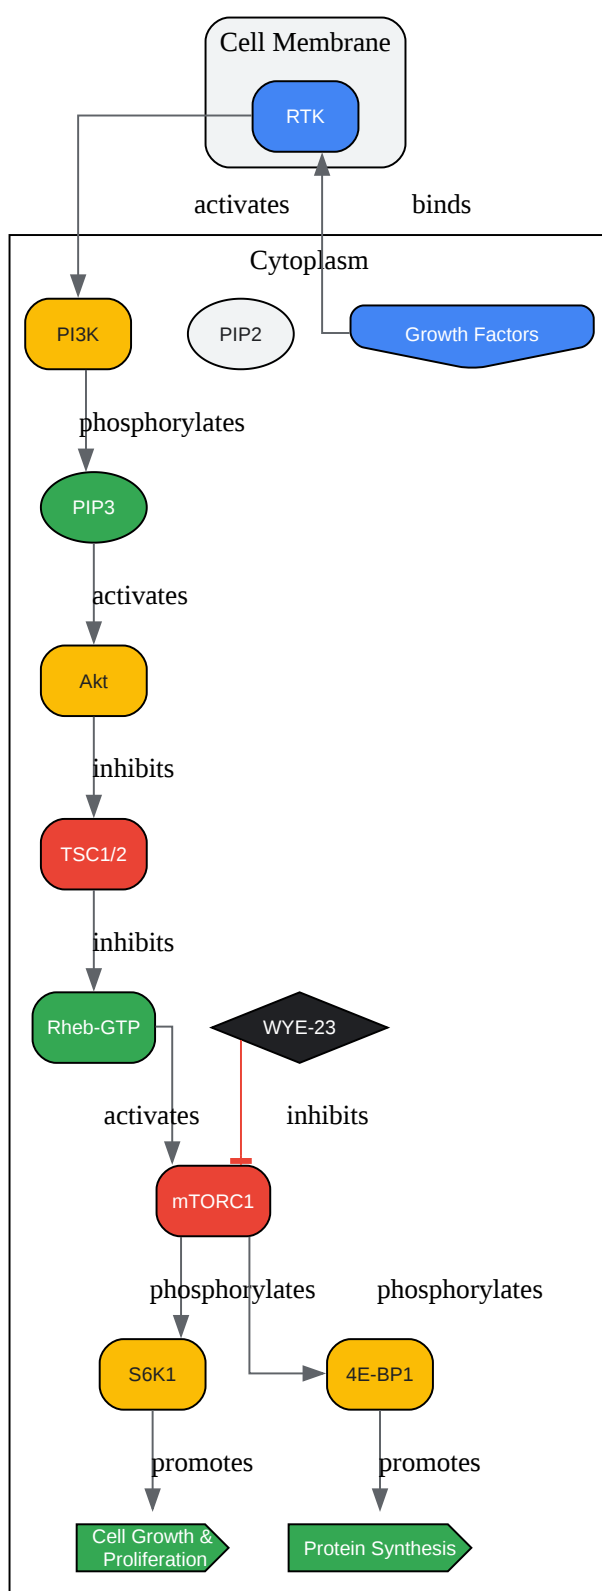 Cell Membrane
RTK
activates
binds
Cytoplasm
PI3K
PIP2
Growth Factors
phosphorylates
PIP3
activates
Akt
inhibits
TSC1/2
inhibits
Rheb-GTP
WYE-23
activates
inhibits
mTORC1
phosphorylates
phosphorylates
S6K1
4E-BP1
promotes
promotes
Cell Growth &
Proliferation
Protein Synthesis